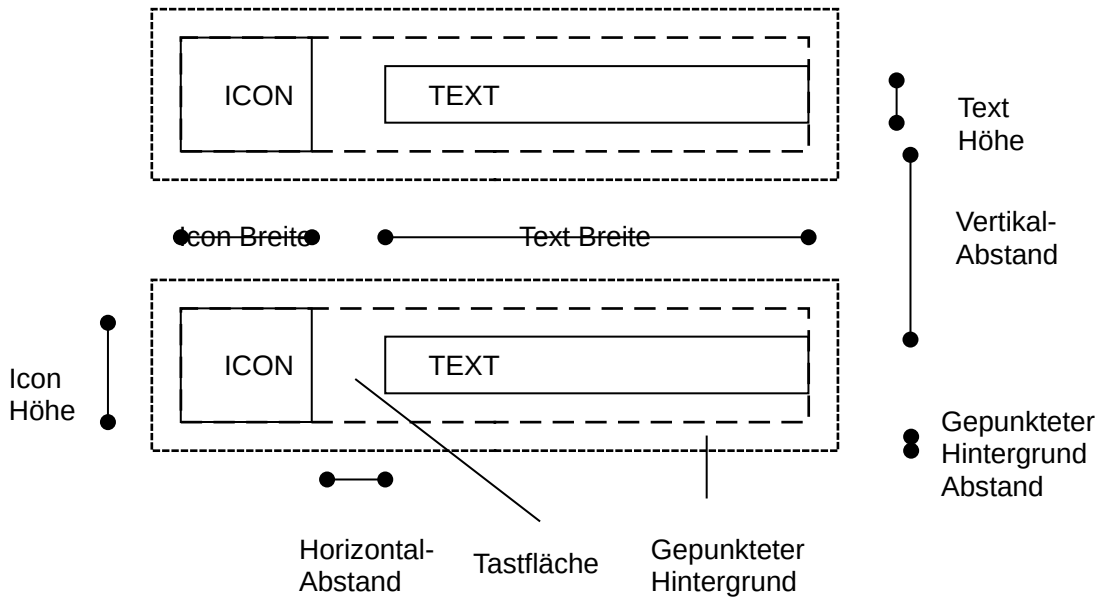 ICON
TEXT
Text
Höhe
Vertikal-
Abstand
Icon Breite
Text Breite
ICON
TEXT
Icon
Höhe
Gepunkteter
Hintergrund
Abstand
Horizontal-
Abstand
Tastfläche
Gepunkteter
Hintergrund